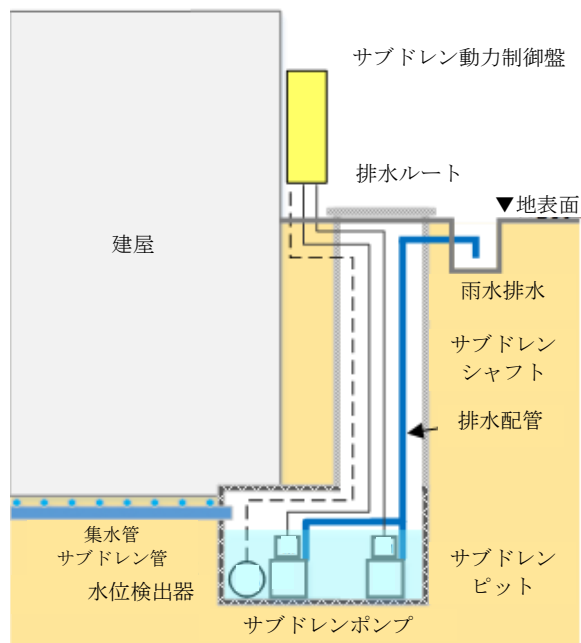 サブドレン動力制御盤
排水ルート
▼地表面
建屋
雨水排水
サブドレン
シャフト
排水配管
集水管
サブドレン管
水位検出器
サブドレン
ピット
サブドレンポンプ